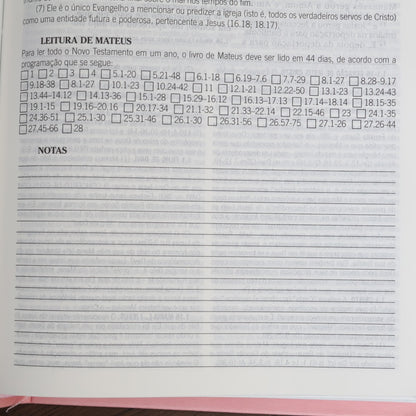 (7) Ele é o único Evangelho a mencionar ou predizer a igreja (isto é, todos os verdadeiros servos de Cristo)
como uma entidade futura e poderosa, pertencente a Jesus (16.18; 18.17).
LEITURA DE MATEUS
Para ler todo o Novo Testamento em um ano, o livro de Mateus deve ser lido em 44 dias, de acordo com a
programação que se segue:
☐ 1 ☐ 2 ☐ 3 ☐ 4 ☐ 5.1-20 ☐ 5.21-48 ☐ 6.1-18 ☐ 6.19-7.6 ☐ 7.7-29 ☐ 8.1-27 ☐ 8.28-9.17
☐ 9.18-38 ☐ 8.1-27 ☐ 10.1-23 ☐ 10.24-42 ☐ 11 ☐ 12.1-21 ☐ 12.22-50 ☐ 13.1-23 ☐ 13.24-43
☐ 13.44-14.12 ☐ 14.13-36 ☐ 15.1-28 ☐ 15.29-16.12 ☐ 16.13-17.13 ☐ 17.14-18.14 ☐ 18.15-35
☐ 19.1-15 ☐ 19.16-20.16 ☐ 20.17-34 ☐ 21.1-32 ☐ 21.33-22.14 ☐ 22.15-46 ☐ 23 ☐ 24.1-35
☐ 24.36-51 ☐ 25.1-30 ☐ 25.31-46 ☐ 26.1-30 ☐ 26.31-56 ☐ 26.57-75 ☐ 27.1-26 ☐ 27.26-44
☐ 27.45-66 ☐ 28
NOTAS